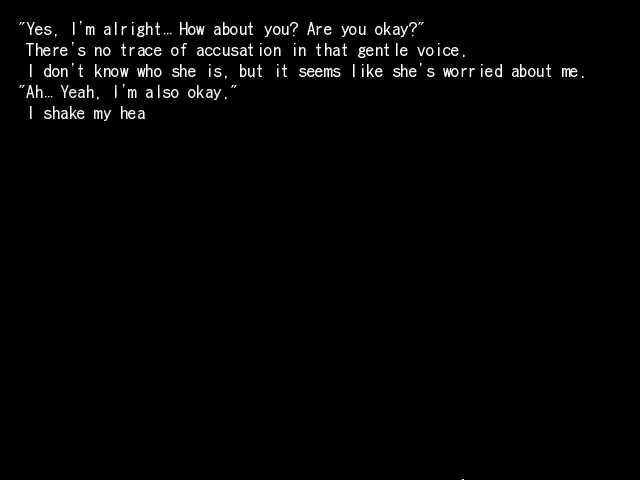 "Yes, I'm alright… How about you? Are you okay?"
There's no trace of accusation in that gentle voice.
I don't know who she is, but it seems like she's worried about me.
"Ah… Yeah, I'm also okay."
I shake my hea